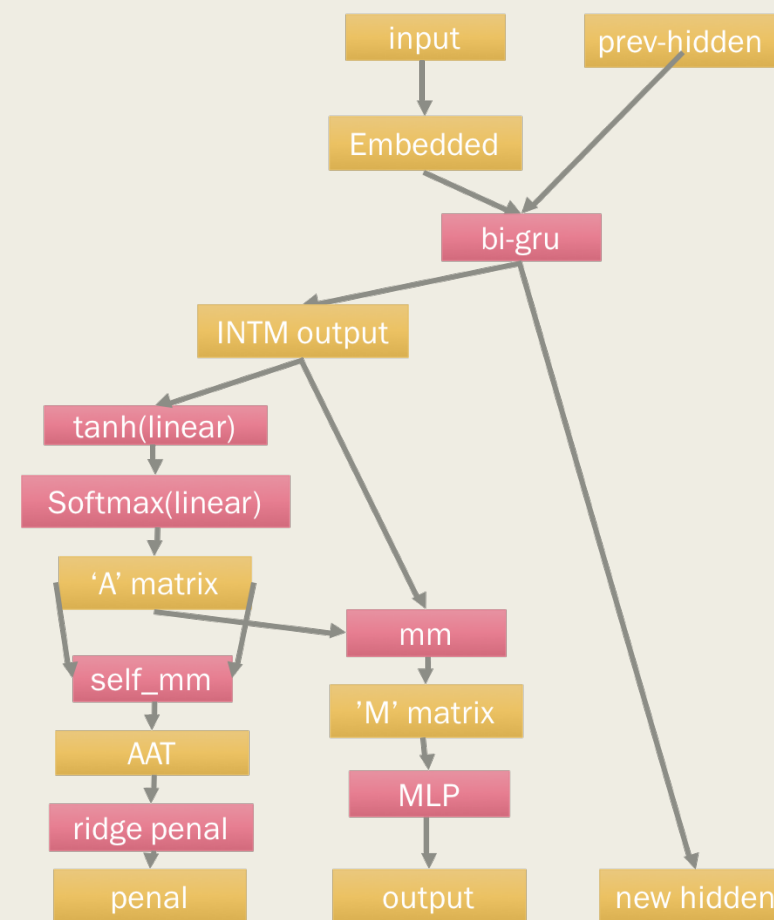 input
prev-hidden
Embedded
bi-gru
INTM output
tanh(linear)
Softmax(linear)
‘A’ matrix
mm
self_mm
’M’ matrix
AAT
MLP
ridge penal
penal
output
new hidden